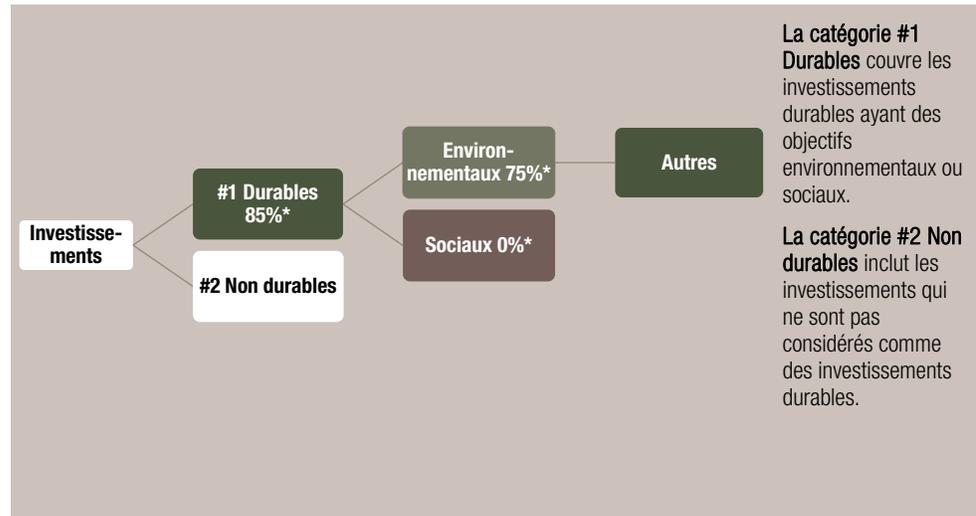 Investisse-
ments
#1 Durables
85%*
#2 Non durables
Environ-
nementaux 75%*
Sociaux 0%*
Autres
La catégorie #1
Durables couvre les
investissements
durables ayant des
objectifs
environnementaux ou
sociaux.
La catégorie #2 Non
durables inclut les
investissements qui
ne sont pas
considérés comme
des investissements
durables.